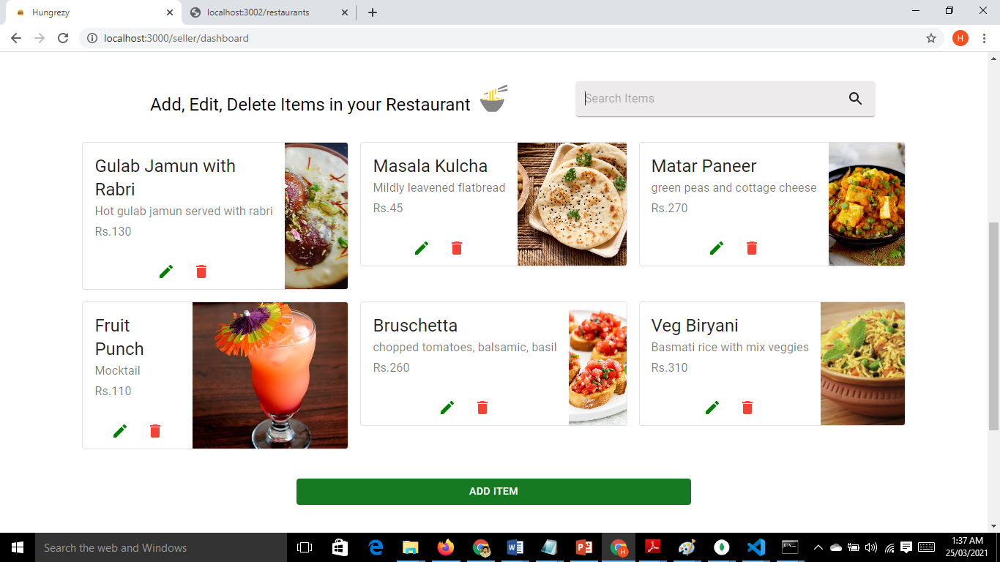 Hungrezy
localhost:3002/restaurants
localhost:3000/seller/dashboard
H
Add, Edit, Delete Items in your Restaurant
Search Items
Gulab Jamun with
Rabri
Hot gulab jamun served with rabri
Rs.130
Masala Kulcha
Mildly leavened flatbread
Rs.45
Matar Paneer
green peas and cottage cheese
Rs.270
Fruit
Punch
Mocktail
Rs.110
Bruschetta
chopped tomatoes, balsamic, basil
Rs.260
Veg Biryani
Basmati rice with mix veggies
Rs.310
ADD ITEM
Search the web and Windows
1:37 AM
25/03/2021